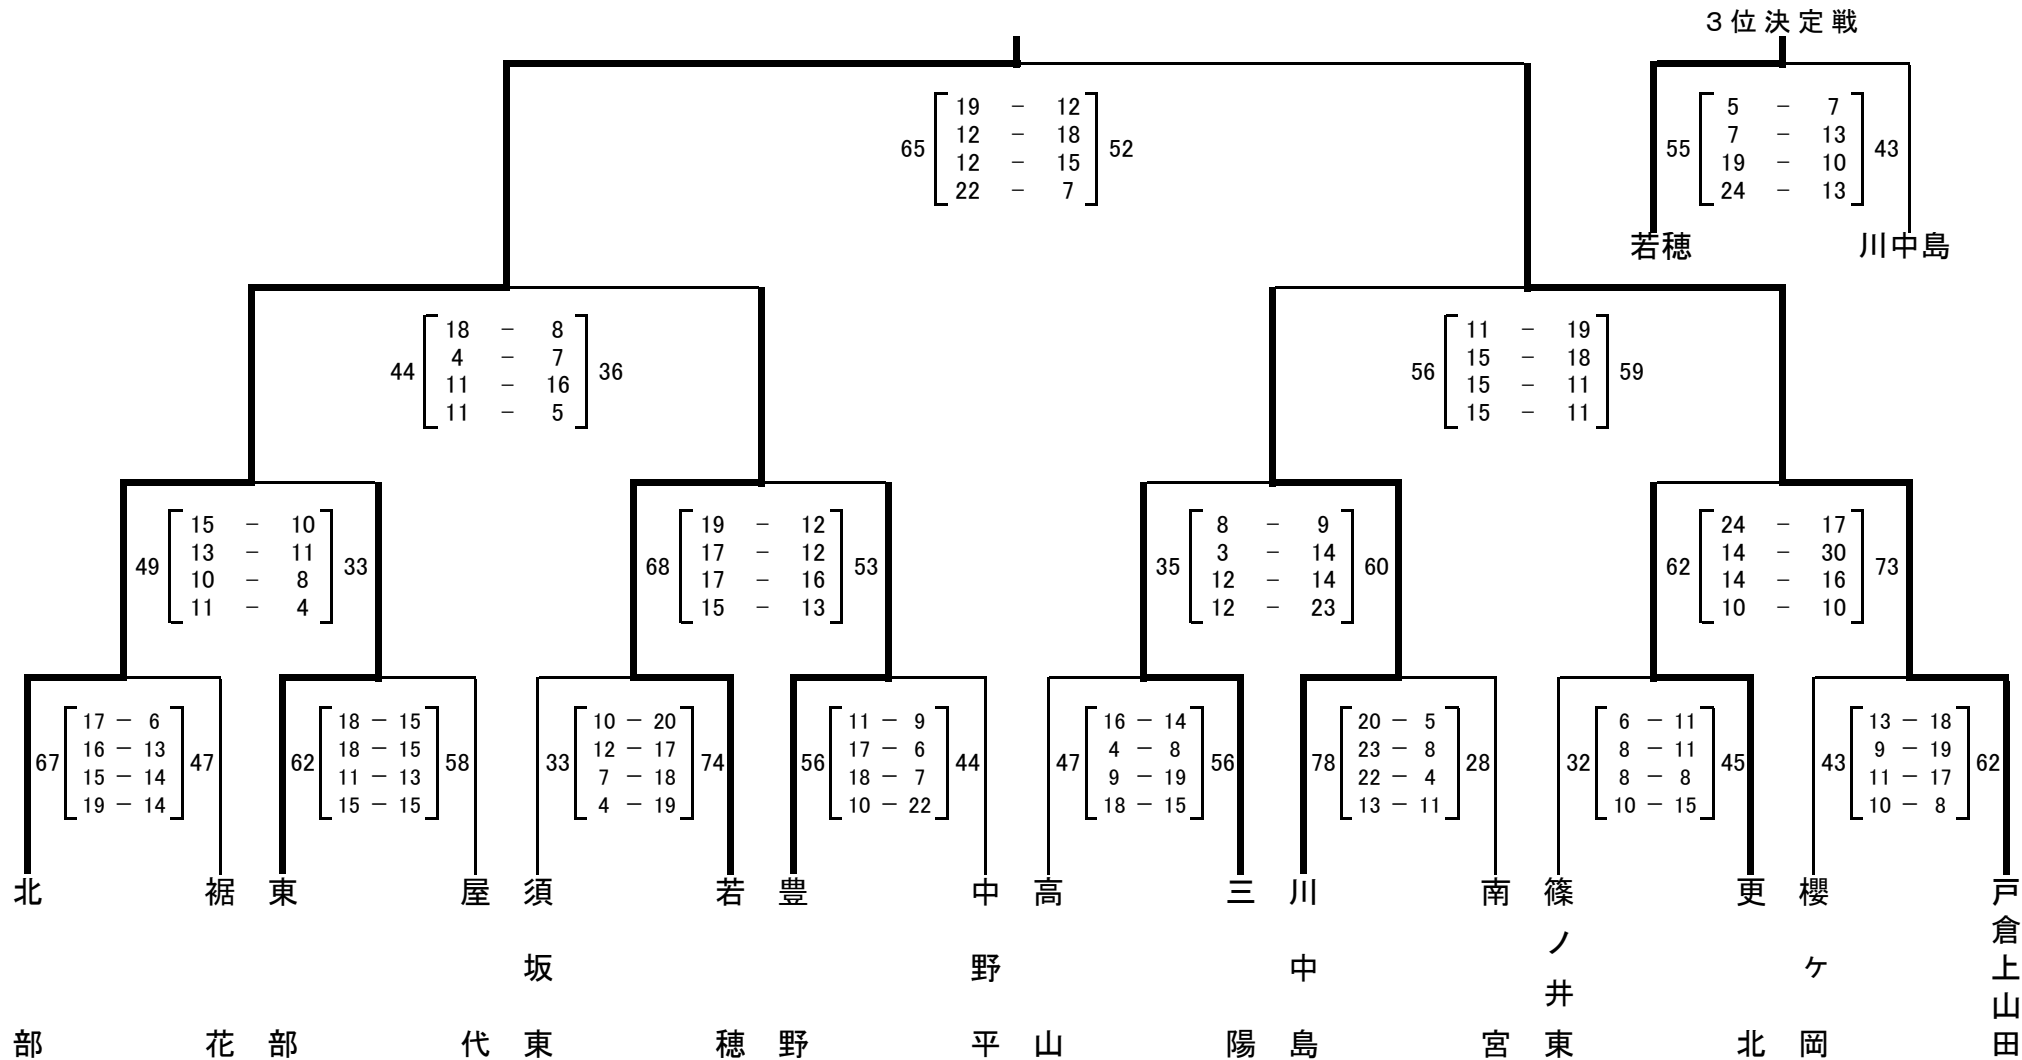 ３位決定戦
65
19 － 12
12 － 18
12 － 15
22 － 7
52
55
5 － 7
7 － 13
19 － 10
24 － 13
43
若穂
川中島
44
18 － 8
4 － 7
11 － 16
11 － 5
36
56
11 － 19
15 － 18
15 － 11
15 － 11
59
49
15 － 10
13 － 11
10 － 8
11 － 4
33
68
19 － 12
17 － 12
17 － 16
15 － 13
53
35
8 － 9
3 － 14
12 － 14
12 － 23
60
62
24 － 17
14 － 30
14 － 16
10 － 10
73
67
17 － 6
16 － 13
15 － 14
19 － 14
47
62
18 － 15
18 － 15
11 － 13
15 － 15
58
33
10 － 20
12 － 17
7 － 18
4 － 19
74
56
11 － 9
17 － 6
18 － 7
10 － 22
44
47
16 － 14
4 － 8
9 － 19
18 － 15
56
78
20 － 5
23 － 8
22 － 4
13 － 11
28
32
6 － 11
8 － 11
8 － 8
10 － 15
45
43
13 － 18
9 － 19
11 － 17
10 － 8
62
北部
裾花
東部
屋代
須坂東
若穂
豊野
中野平
高山
三陽
川中島
南宮
篠ノ井東
更北
櫻ヶ岡
戸倉上山田